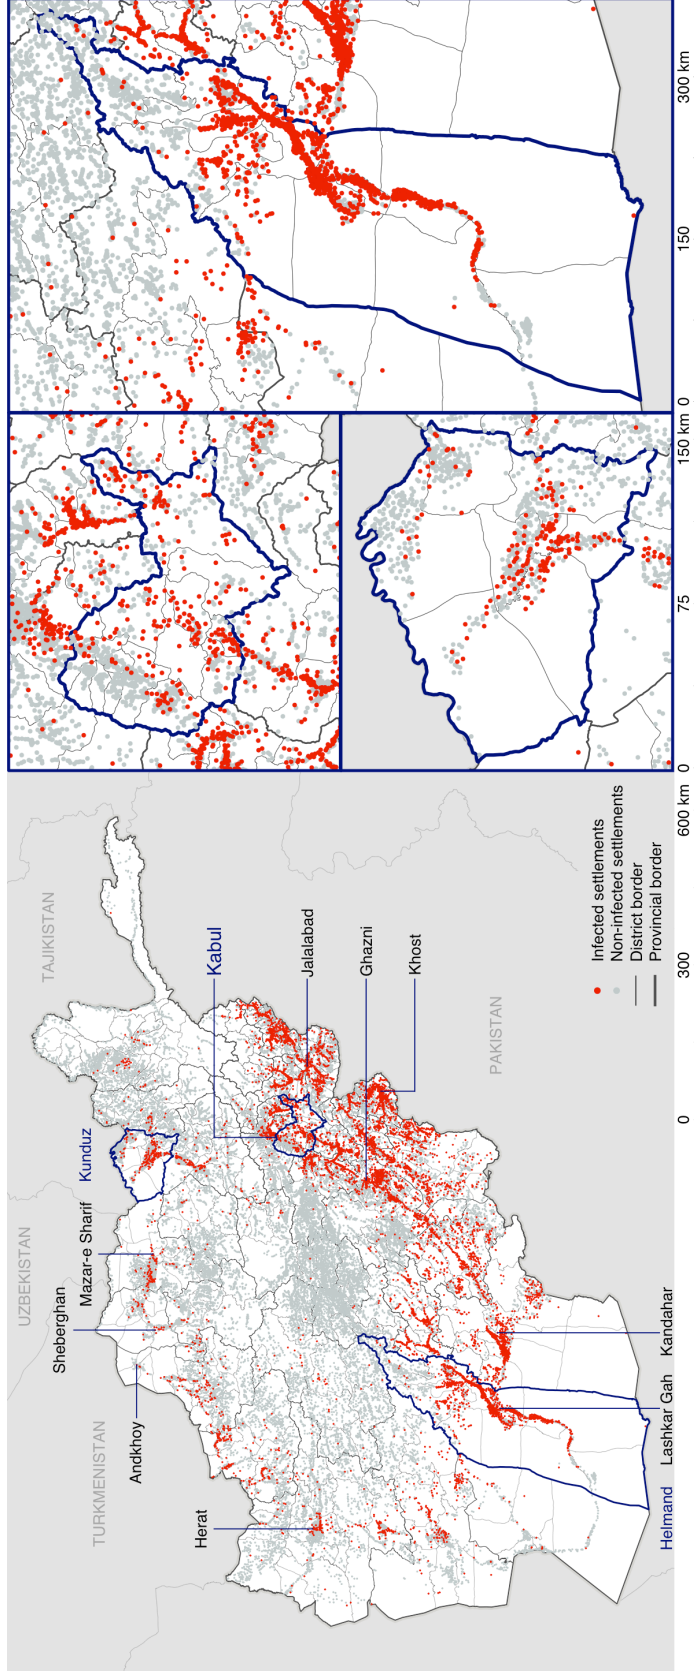 TURKMENISTAN
UZBEKISTAN
TAJIKISTAN
PAKISTAN
Andkhoy
Sheberghan
Mazar-e Sharif
Kunduz
Herat
Kabul
Jalalabad
Ghazni
Khost
Helmand
Lashkar Gah
Kandahar
Infected settlements
Non-infected settlements
District border
Provincial border
0
300
600 km
0
75
150 km
0
150
300 km